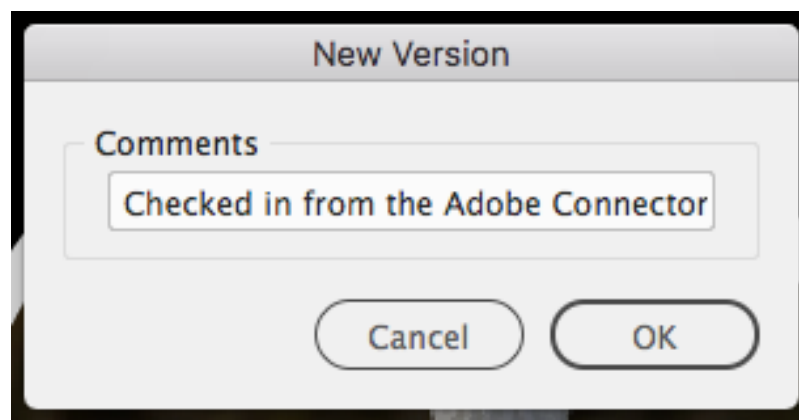 New Version
Comments
Checked in from the Adobe Connector
Cancel OK